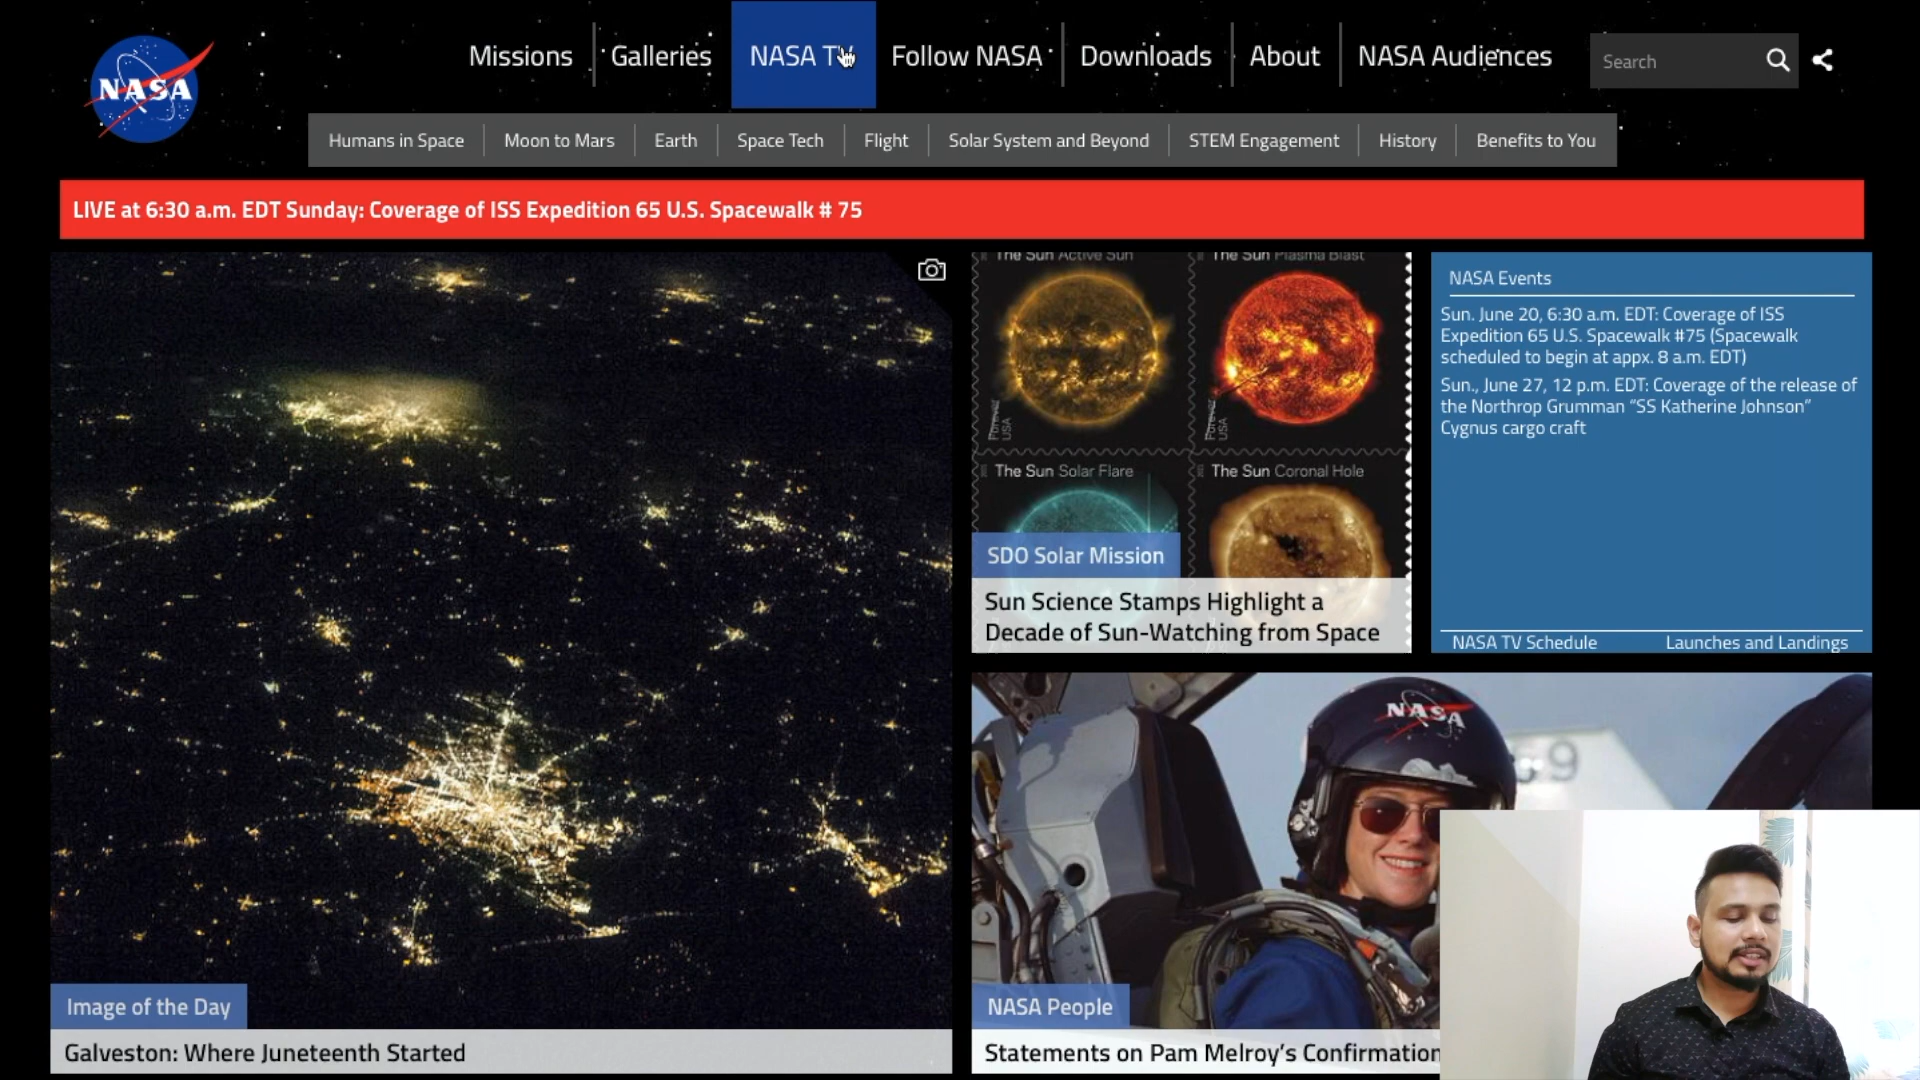 NASA
Missions
Galleries
NASA TV
Follow NASA
Downloads
About
NASA Audiences
Search
Humans in Space
Moon to Mars
Earth
Space Tech
Flight
Solar System and Beyond
STEM Engagement
History
Benefits to You
LIVE at 6:30 a.m. EDT Sunday: Coverage of ISS Expedition 65 U.S. Spacewalk # 75
Image of the Day
Galveston: Where Juneteenth Started
The Sun Active Sun
The Sun Plasma Blast
Forever
USA
Forever
USA
The Sun Solar Flare
The Sun Coronal Hole
SDO Solar Mission
Sun Science Stamps Highlight a
Decade of Sun-Watching from Space
NASA Events
Sun. June 20, 6:30 a.m. EDT: Coverage of ISS
Expedition 65 U.S. Spacewalk #75 (Spacewalk
scheduled to begin at appx. 8 a.m. EDT)
Sun., June 27, 12 p.m. EDT: Coverage of the release of
the Northrop Grumman “SS Katherine Johnson”
Cygnus cargo craft
NASA TV Schedule
Launches and Landings
NASA
NASA People
Statements on Pam Melroy’s Confirmation